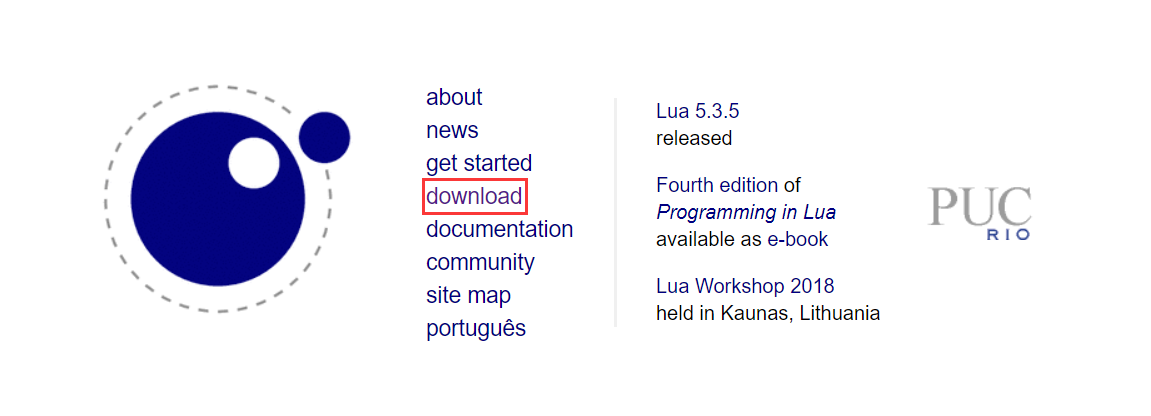 about
news
get started
download
documentation
community
site map
português
Lua 5.3.5
released
Fourth edition of
Programming in Lua
available as e-book
Lua Workshop 2018
held in Kaunas, Lithuania
PUC
RIO